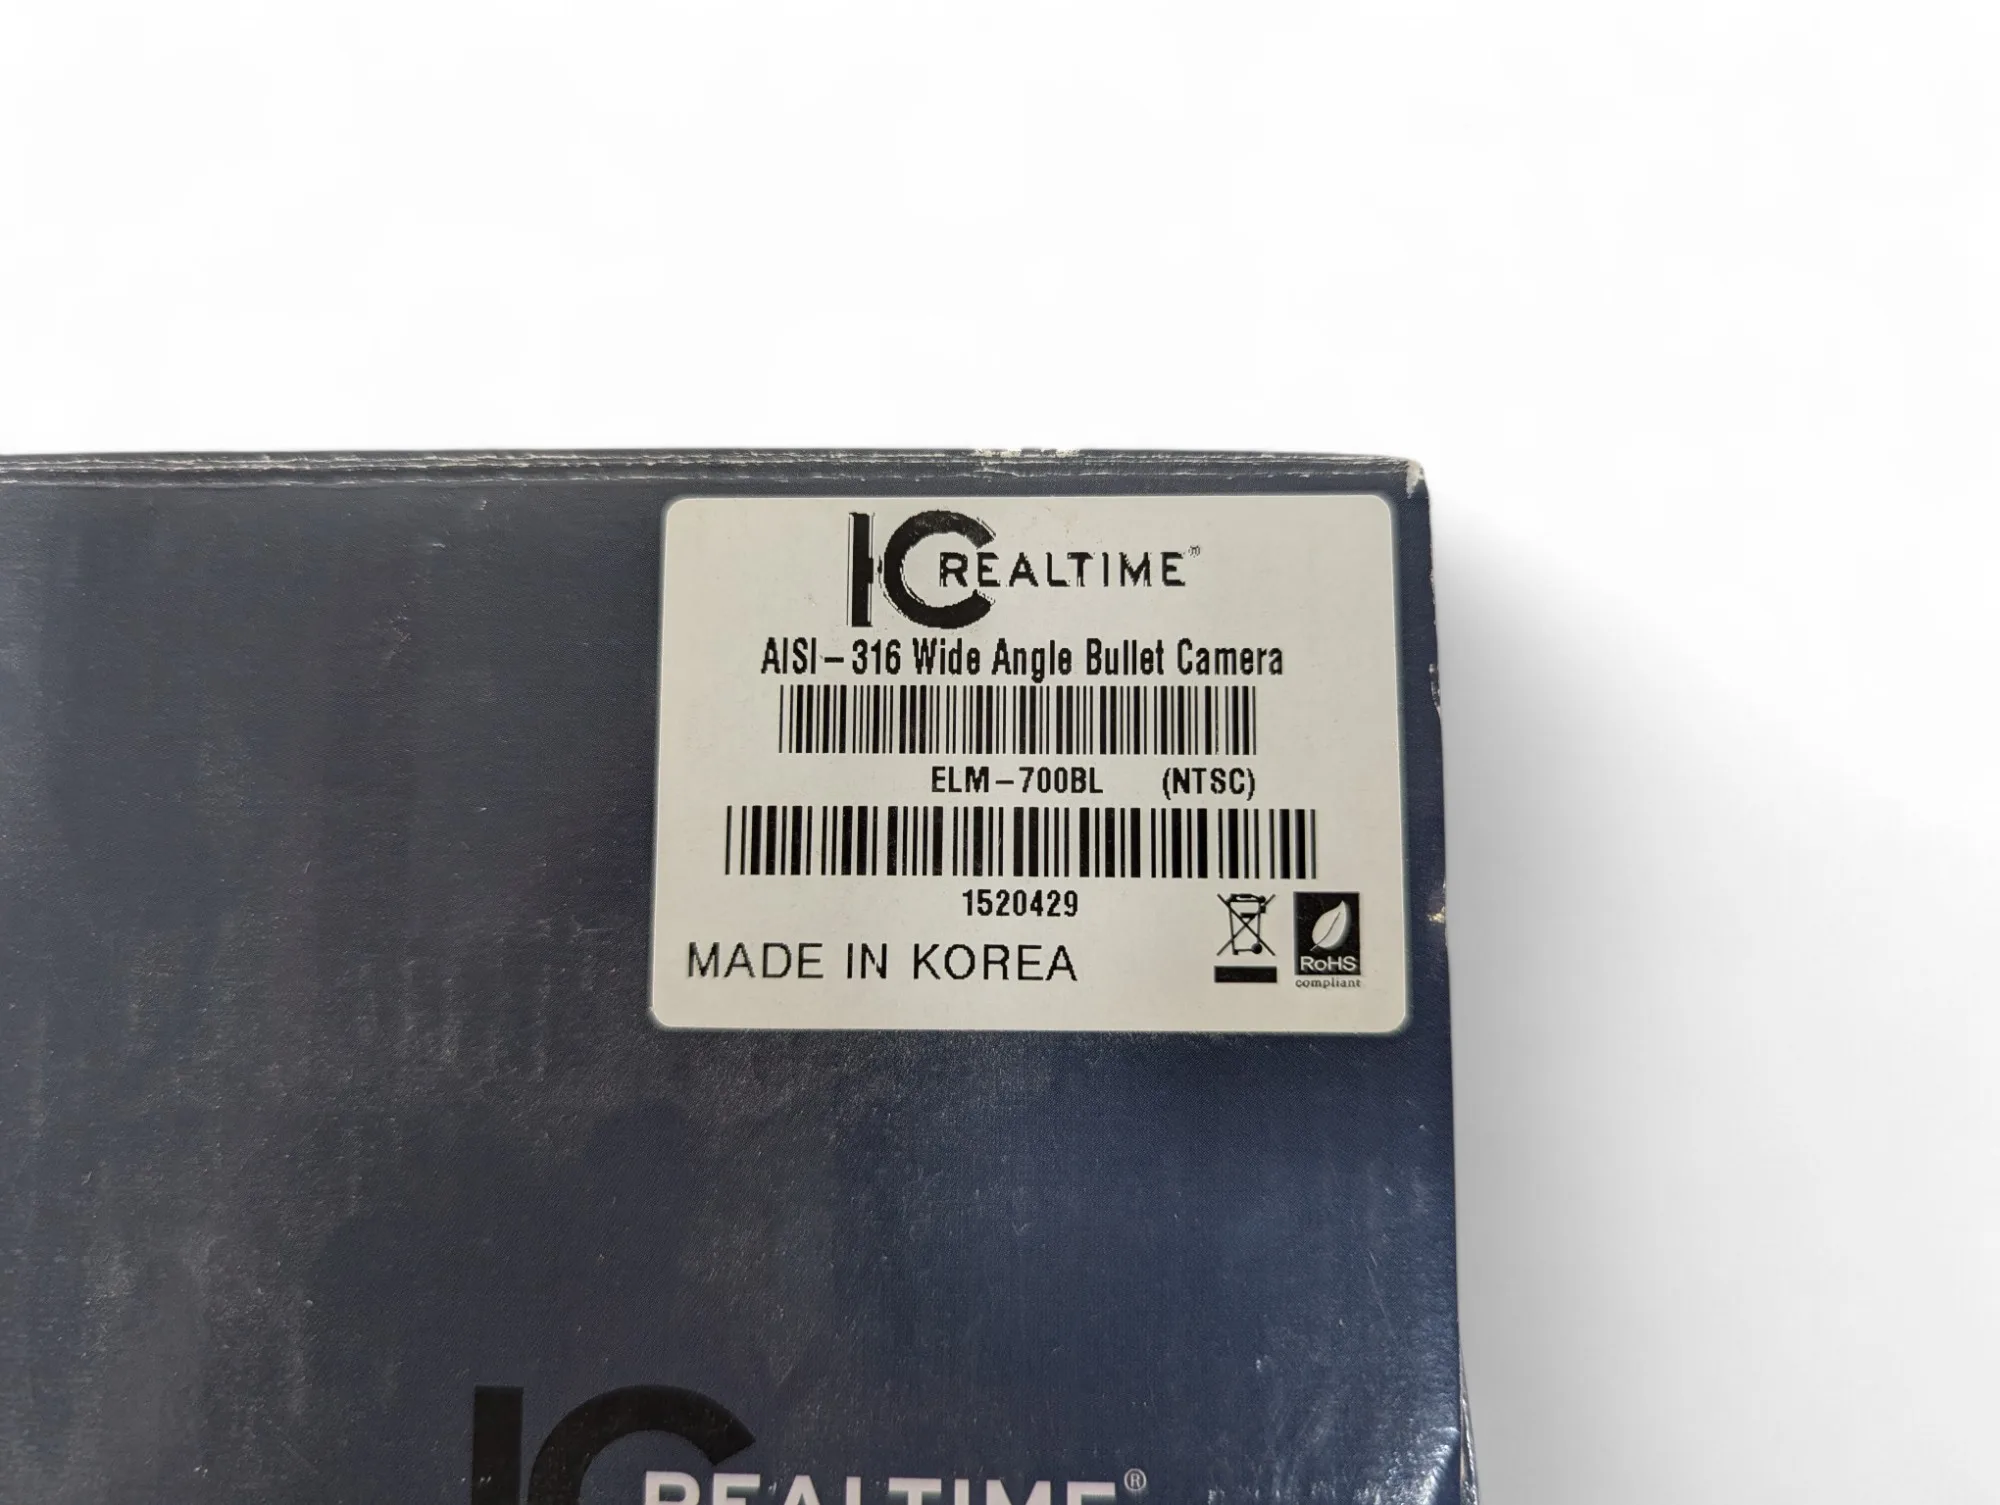 IC REALTIME®
AISI-316 Wide Angle Bullet Camera
ELM-700BL (NTSC)
1520429
MADE IN KOREA
RoHS
compliant
IC REALTIME®